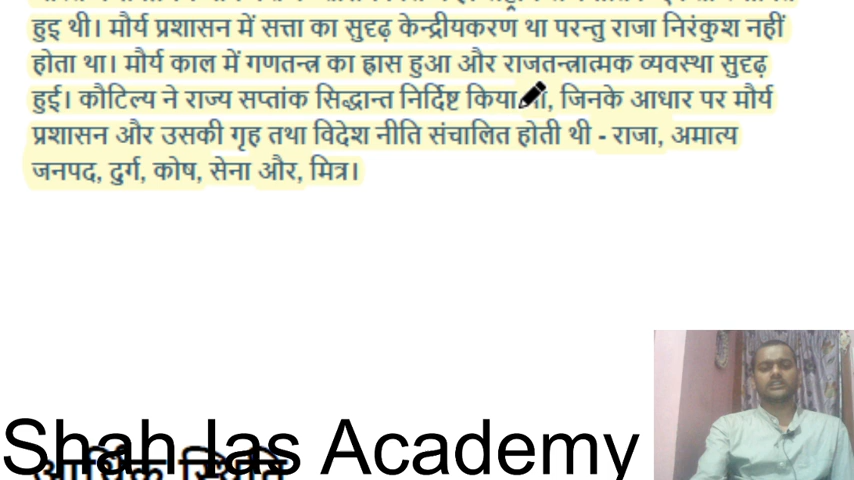 हुइ थी। मौर्य प्रशासन में सत्ता का सुदृढ़ केन्द्रीयकरण था परन्तु राजा निरंकुश नहीं
होता था। मौर्य काल में गणतन्त्र का ह्रास हुआ और राजतन्त्रात्मक व्यवस्था सुदृढ़
हुई। कौटिल्य ने राज्य सप्तांक सिद्धान्त निर्दिष्ट किया जिनके आधार पर मौर्य
प्रशासन और उसकी गृह तथा विदेश नीति संचालित होती थी - राजा, अमात्य
जनपद, दुर्ग, कोष, सेना और, मित्र।
Shah Ias Academy
आर्थिक स्थिति